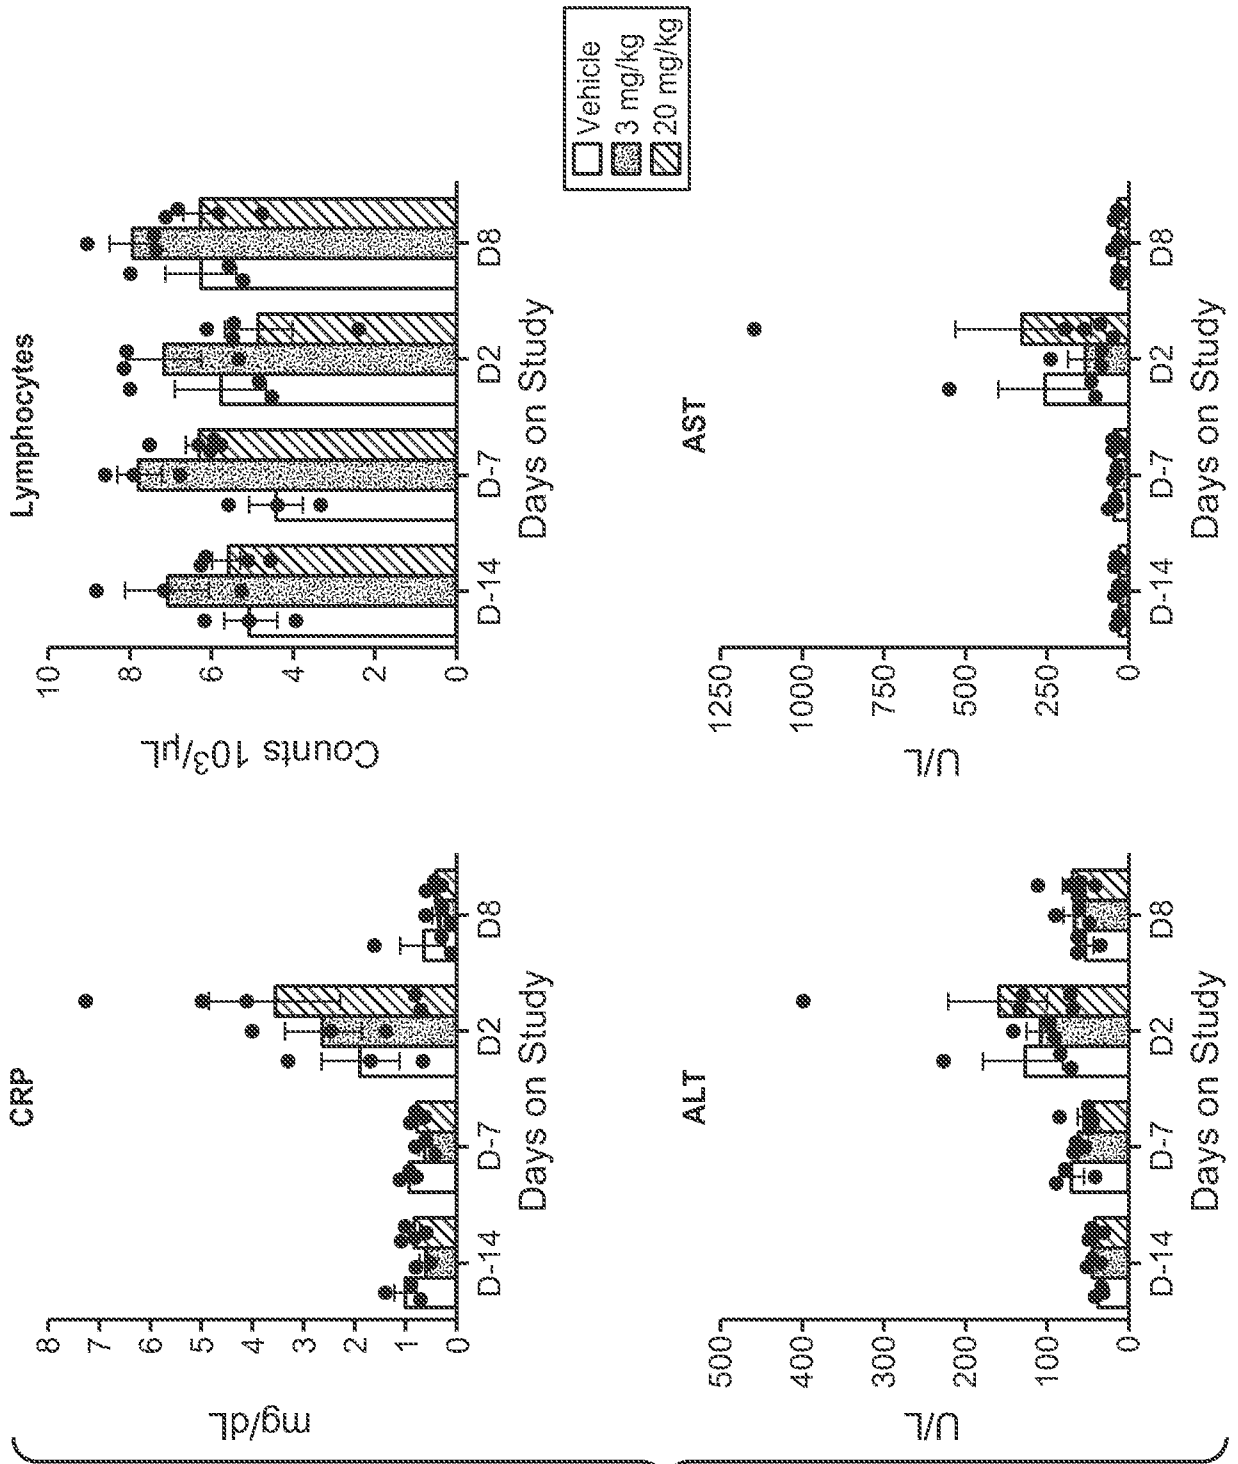 CRP
mg/dL
8
7
6
5
4
3
2
1
0
D-14
D-7
D2
D8
Days on Study
Lymphocytes
Counts 10³/µL
10
8
6
4
2
0
D-14
D-7
D2
D8
Days on Study
Vehicle
3 mg/kg
20 mg/kg
ALT
U/L
500
400
300
200
100
0
D-14
D-7
D2
D8
Days on Study
AST
U/L
1250
1000
750
500
250
0
D-14
D-7
D2
D8
Days on Study